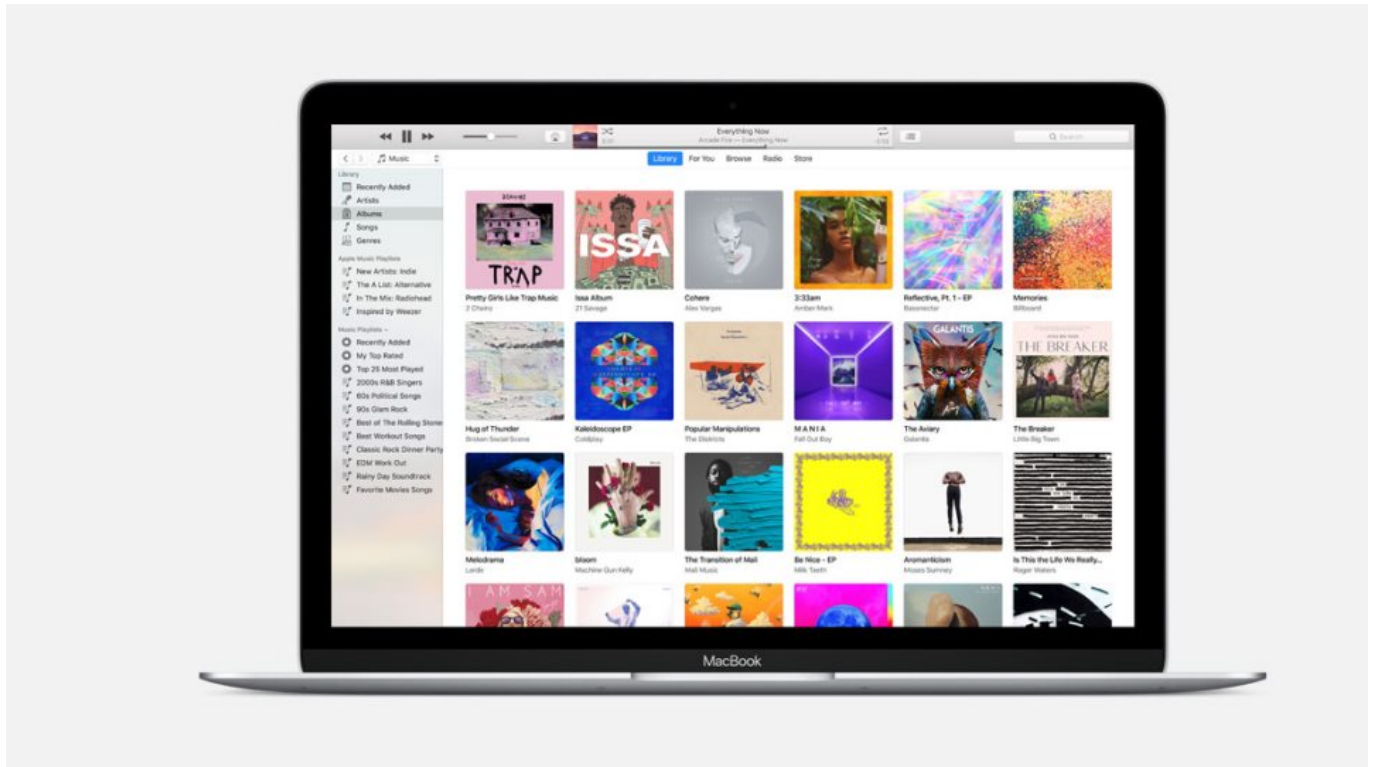 Everything Now
Arcade Fire — Everything Now
Search
Music
Library For You Browse Radio Store
Library
Recently Added
Artists
Albums
Songs
Genres
Apple Music Playlists
New Artists: Indie
The A List: Alternative
In The Mix: Radiohead
Inspired by Weezer
Music Playlists
Recently Added
My Top Rated
Top 25 Most Played
2000s R&B Singers
60s Political Songs
90s Glam Rock
Best of The Rolling Stones
Best Workout Songs
Classic Rock Dinner Party
EDM Work Out
Rainy Day Soundtrack
Favorite Movies Songs
TRAP
ISSA
Pretty Girls Like Trap Music Issa Album Cohere 3:33am Reflective, Pt. 1 - EP Memories
2 Chainz 21 Savage Alex Vargas Amber Mark Bassnectar Billboard
GALANTIS
THE BREAKER
Hug of Thunder Kaleidoscope EP Popular Manipulations M A N I A The Aviary The Breaker
Broken Social Scene Coldplay The Districts Fall Out Boy Galantis Little Big Town
Melodrama bloom The Transition of Mali Be Nice - EP Aromanticism Is This the Life We Really...
Lorde Machine Gun Kelly Mali Music Milk Teeth Moses Sumney Roger Waters
I AM SAM
MacBook